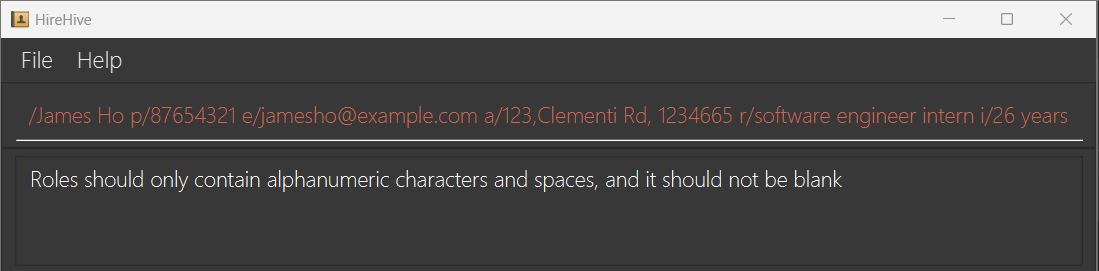 HireHive
File Help
/James Ho p/87654321 e/jamesho@example.com a/123,Clementi Rd, 1234665 r/software engineer intern i/26 years
Roles should only contain alphanumeric characters and spaces, and it should not be blank